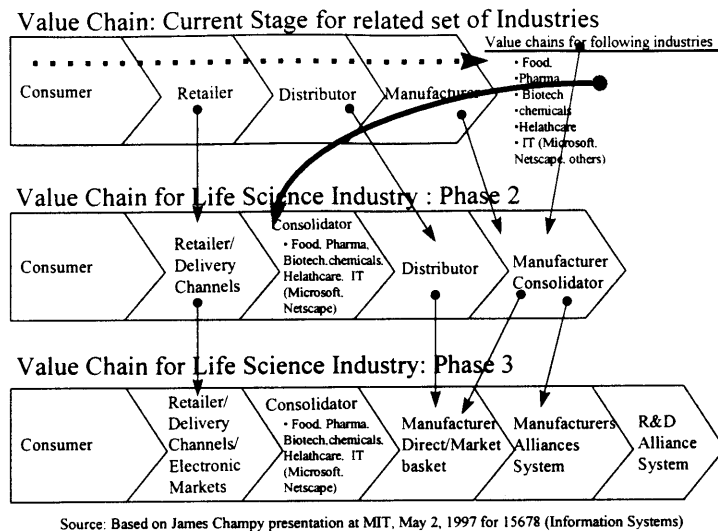 Value Chain: Current Stage for related set of Industries
Value chains for following industries
• Food.
• Pharma
• Biotech
• chemicals
• Helathcare
• IT (Microsoft.
Netscape. others)
Consumer
Retailer
Distributor
Manufacturer
Value Chain for Life Science Industry : Phase 2
Consumer
Retailer/
Delivery
Channels
Consolidator
• Food, Pharma,
Biotech.chemicals.
Helathcare. IT
(Microsoft.
Netscape)
Distributor
Manufacturer
Consolidator
Value Chain for Life Science Industry: Phase 3
Consumer
Retailer/
Delivery
Channels/
Electronic
Markets
Consolidator
• Food. Pharma.
Biotech.chemicals.
Helathcare. IT
(Microsoft.
Netscape)
Manufacturer
Direct/Market
basket
Manufacturers
Alliances
System
R&D
Alliance
System
Source: Based on James Champy presentation at MIT, May 2, 1997 for 15678 (Information Systems)